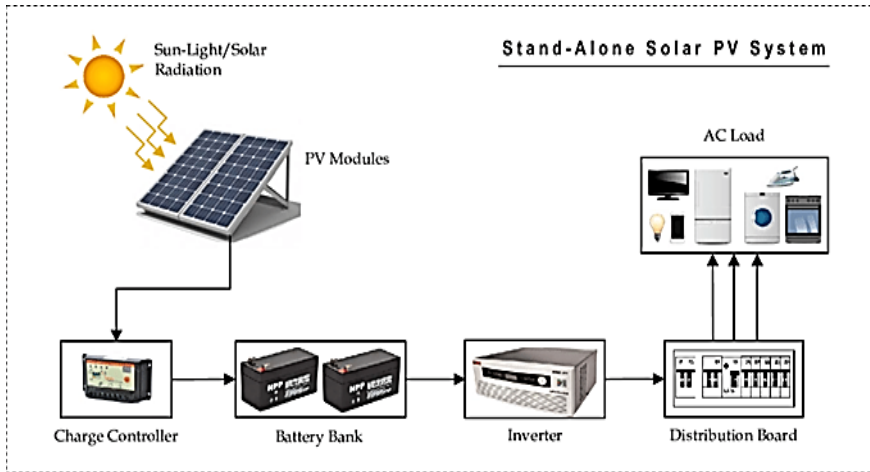 Stand-Alone Solar PV System
Sun-Light/Solar
Radiation
PV Modules
AC Load
Charge Controller
Battery Bank
Inverter
Distribution Board